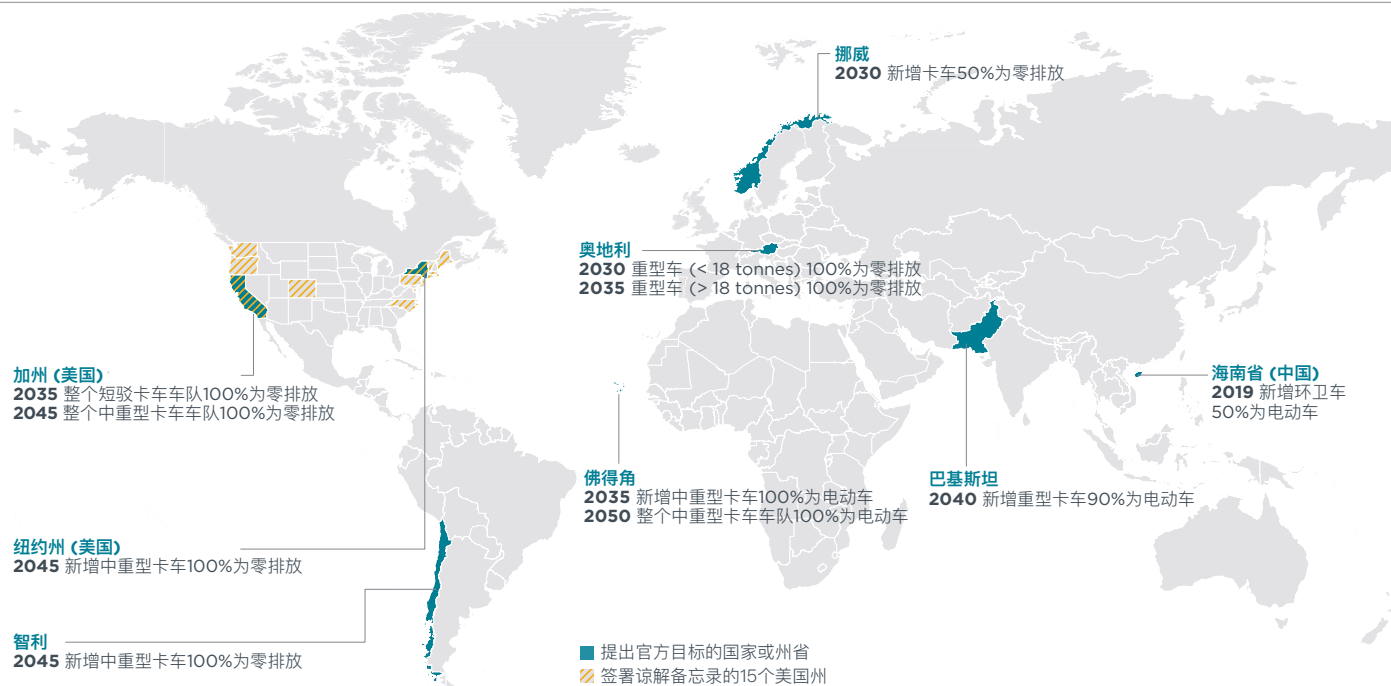 挪威
2030 新增卡车50%为零排放
奥地利
2030 重型车 (< 18 tonnes) 100%为零排放
2035 重型车 (> 18 tonnes) 100%为零排放
加州 (美国)
2035 整个短驳卡车车队100%为零排放
2045 整个中重型卡车车队100%为零排放
海南省 (中国)
2019 新增环卫车
50%为电动车
佛得角
2035 新增中重型卡车100%为电动车
2050 整个中重型卡车车队100%为电动车
巴基斯坦
2040 新增重型卡车90%为电动车
纽约州 (美国)
2045 新增中重型卡车100%为零排放
智利
2045 新增中重型卡车100%为零排放
提出官方目标的国家或州省
签署谅解备忘录的15个美国州